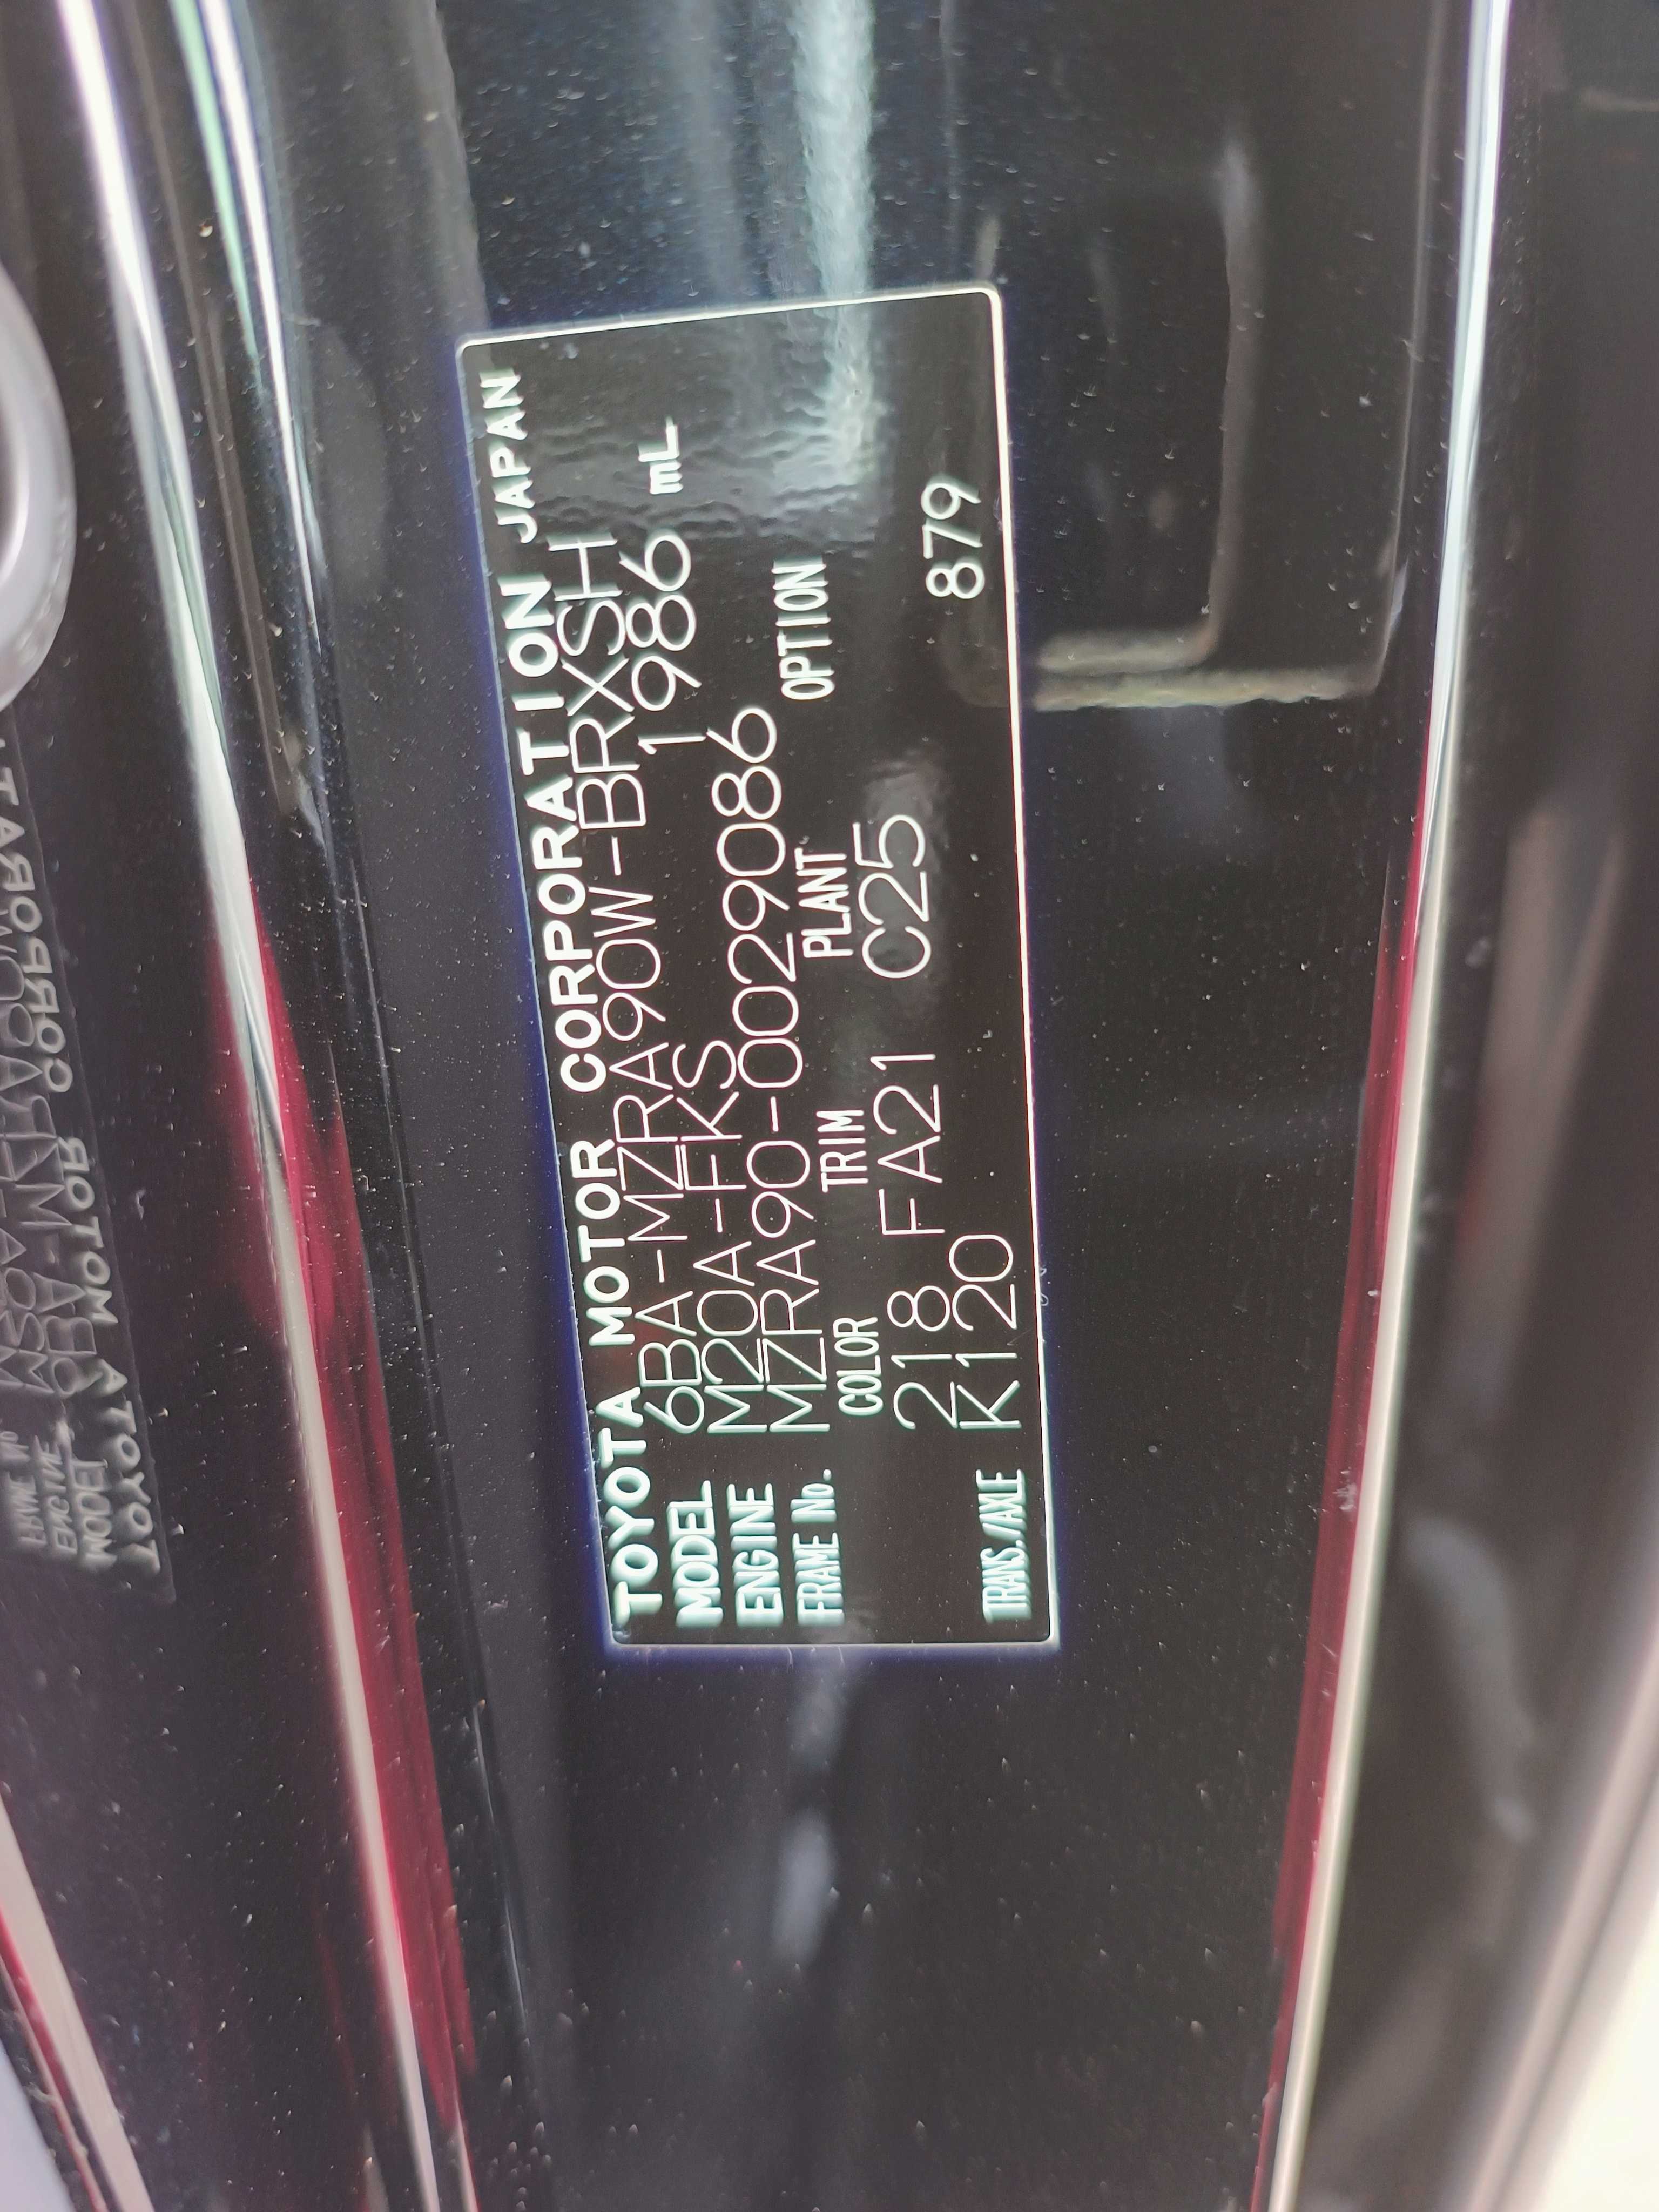 TOYOTA MOTOR CORPORATION JAPAN
MODEL 6BA-MZRA90W-BRXSH
ENGINE M20A-FKS 1986 mL
FRAME No. MZRA90-0029086
COLOR TRIM PLANT OPTION
218 FA21 C25
TRANS./AXLE K120 879